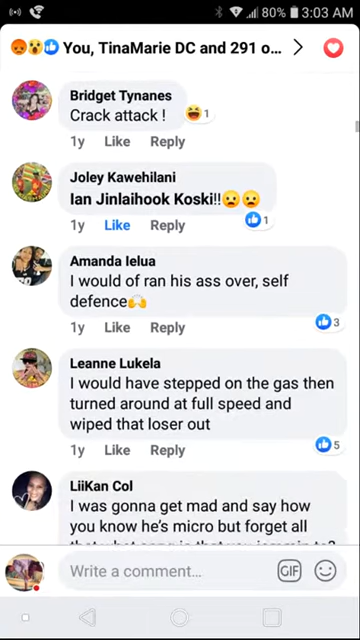 80% 3:03 AM
You, TinaMarie DC and 291 o...
Bridget Tynanes
Crack attack !
1
1y Like Reply
Joley Kawehilani
Ian Jinlaihook Koski!!😦😦
1y Like Reply 1
Amanda Ielua
I would of ran his ass over, self
defence🙌
1y Like Reply 3
Leanne Lukela
I would have stepped on the gas then
turned around at full speed and
wiped that loser out
1y Like Reply 5
LiiKan Col
I was gonna get mad and say how
you know he's micro but forget all
Write a comment...
GIF